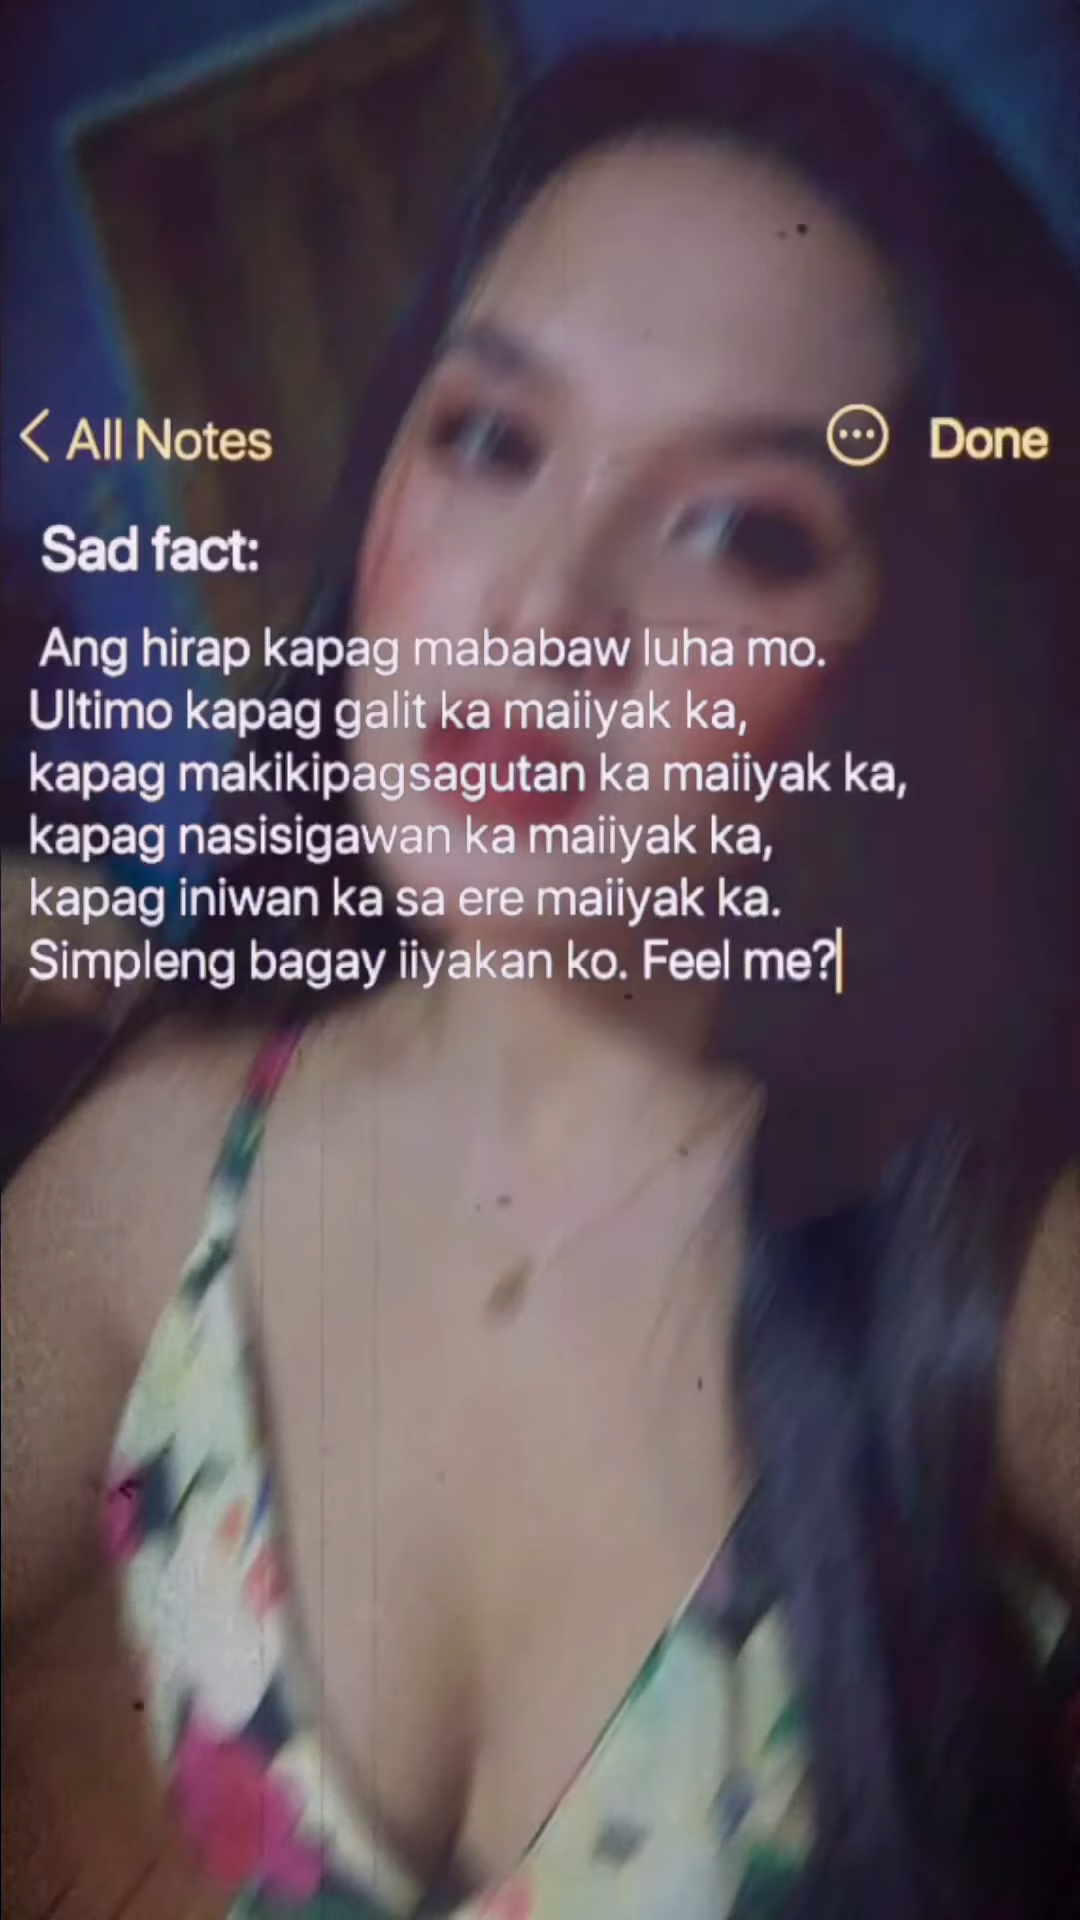 All Notes
Done
Sad fact:
Ang hirap kapag mababaw luha mo.
Ultimo kapag galit ka maiiyak ka,
kapag makikipagsagutan ka maiiyak ka,
kapag nasisigawan ka maiiyak ka,
kapag iniwan ka sa ere maiiyak ka.
Simpleng bagay iiyakan ko. Feel me?